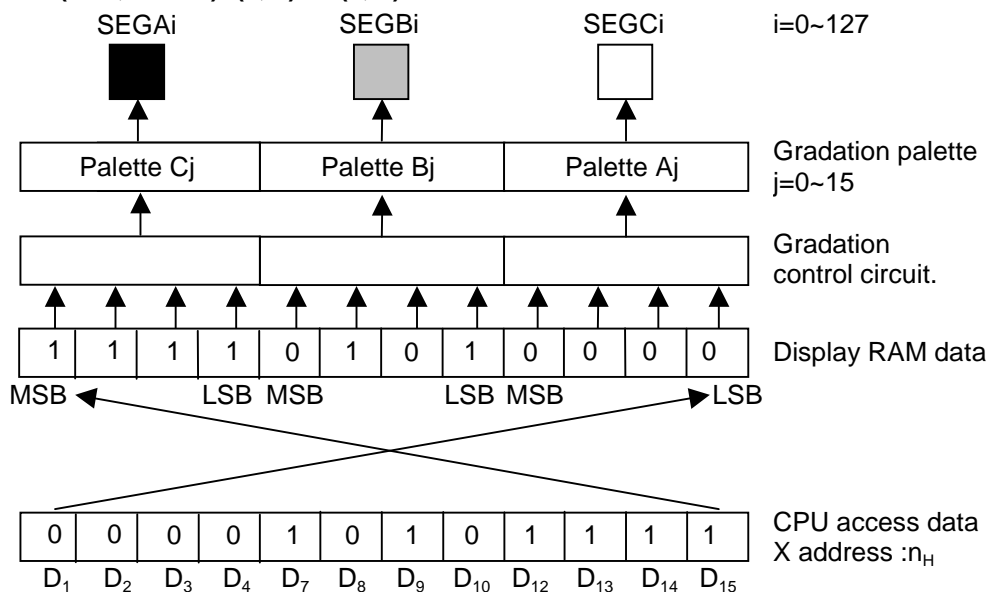 SEGAi SEGBi SEGCi i=0~127
Palette Cj Palette Bj Palette Aj Gradation palette
j=0~15
Gradation
control circuit.
1 1 1 1 0 1 0 1 0 0 0 0 Display RAM data
MSB LSB MSB LSB MSB LSB
0 0 0 0 1 0 1 0 1 1 1 1 CPU access data
X address :nH
D1 D2 D3 D4 D7 D8 D9 D10 D12 D13 D14 D15